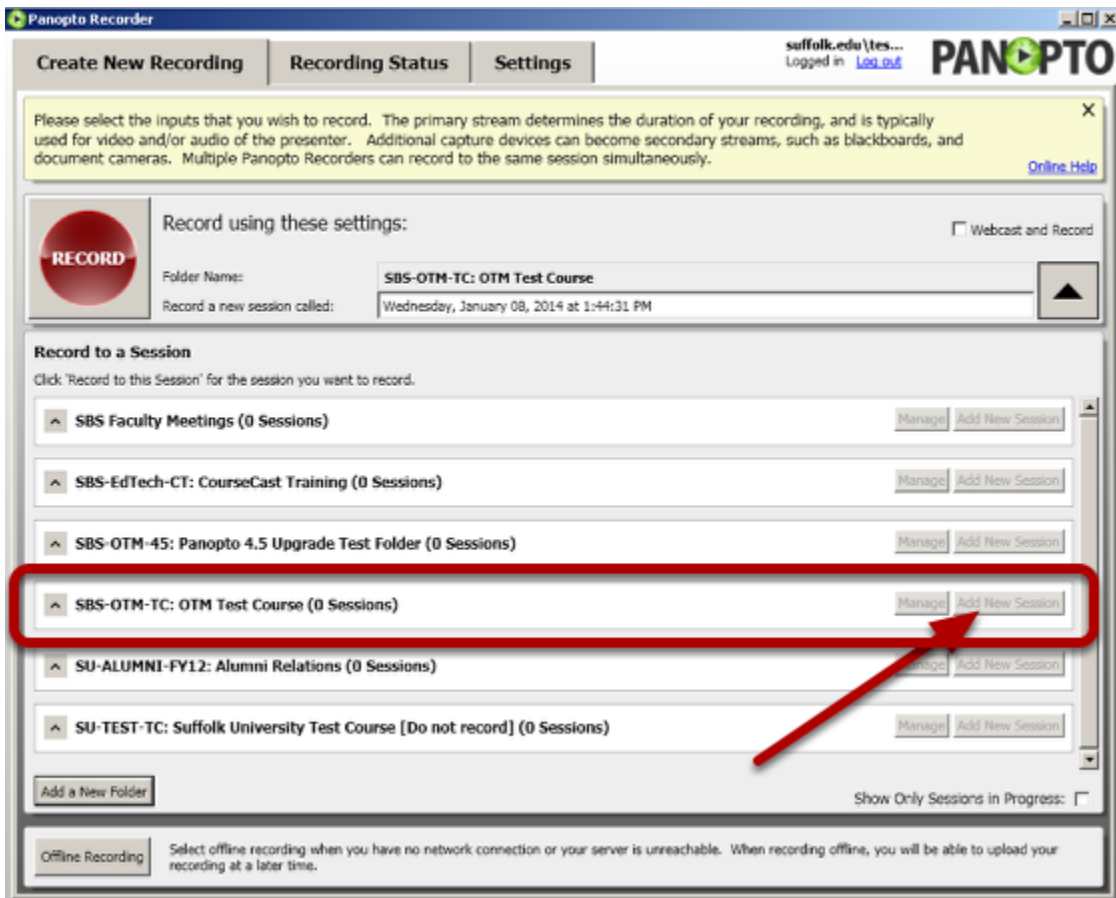 Panopto Recorder
Create New Recording
Recording Status
Settings
suffolk.edu\tes...
Logged in Log out
PANOPTO
Please select the inputs that you wish to record. The primary stream determines the duration of your recording, and is typically
used for video and/or audio of the presenter. Additional capture devices can become secondary streams, such as blackboards, and
document cameras. Multiple Panopto Recorders can record to the same session simultaneously.
X
Online Help
RECORD
Record using these settings:
Webcast and Record
Folder Name: SBS-OTM-TC: OTM Test Course
Record a new session called: Wednesday, January 08, 2014 at 1:44:31 PM
Record to a Session
Click 'Record to this Session' for the session you want to record.
SBS Faculty Meetings (0 Sessions) Manage Add New Session
SBS-EdTech-CT: CourseCast Training (0 Sessions) Manage Add New Session
SBS-OTM-45: Panopto 4.5 Upgrade Test Folder (0 Sessions) Manage Add New Session
SBS-OTM-TC: OTM Test Course (0 Sessions) Manage Add New Session
SU-ALUMNI-FY12: Alumni Relations (0 Sessions) Manage Add New Session
SU-TEST-TC: Suffolk University Test Course [Do not record] (0 Sessions) Manage Add New Session
Add a New Folder
Show Only Sessions in Progress:
Offline Recording
Select offline recording when you have no network connection or your server is unreachable. When recording offline, you will be able to upload your
recording at a later time.